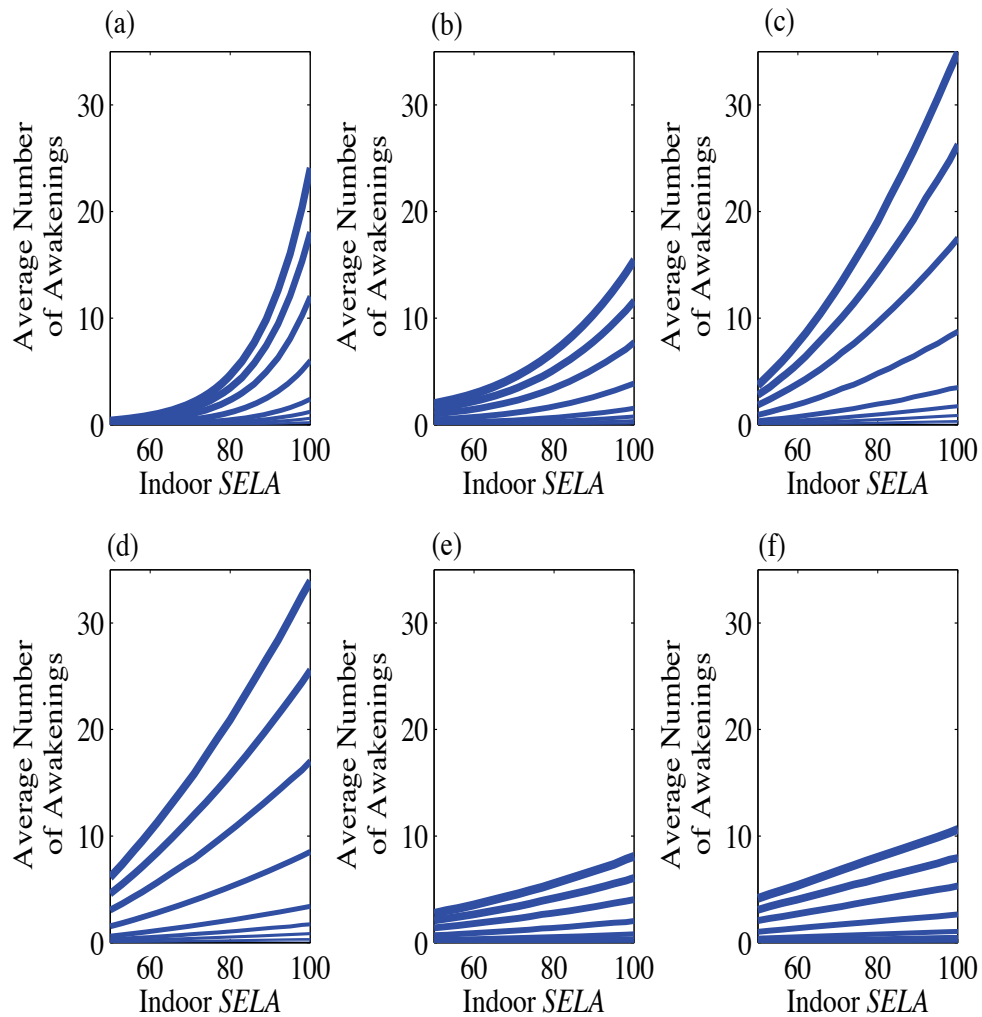 (a)
Average Number
of Awakenings
30
20
10
0
60 80 100
Indoor SELA
(b)
Average Number
of Awakenings
30
20
10
0
60 80 100
Indoor SELA
(c)
Average Number
of Awakenings
30
20
10
0
60 80 100
Indoor SELA
(d)
Average Number
of Awakenings
30
20
10
0
60 80 100
Indoor SELA
(e)
Average Number
of Awakenings
30
20
10
0
60 80 100
Indoor SELA
(f)
Average Number
of Awakenings
30
20
10
0
60 80 100
Indoor SELA